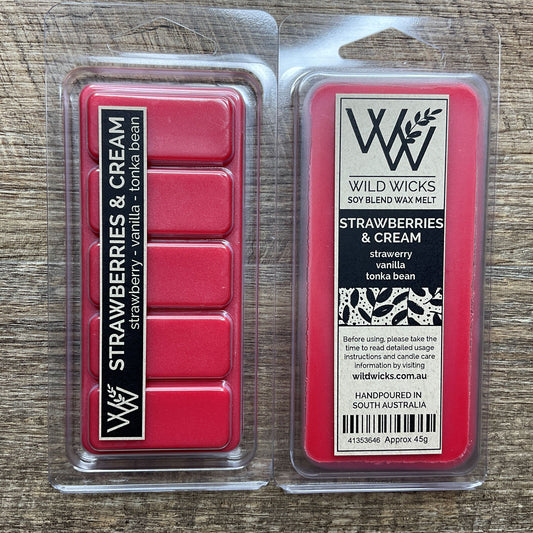 STRAWBERRIES & CREAM
strawberry - vanilla - tonka bean
WW
WW
WILD WICKS
SOY BLEND WAX MELT
STRAWBERRIES
& CREAM
strawerry
vanilla
tonka bean
Before using, please take the
time to read detailed usage
instructions and candle care
information by visiting
wildwicks.com.au
HANDPOURED IN
SOUTH AUSTRALIA
41353646 Approx 45g